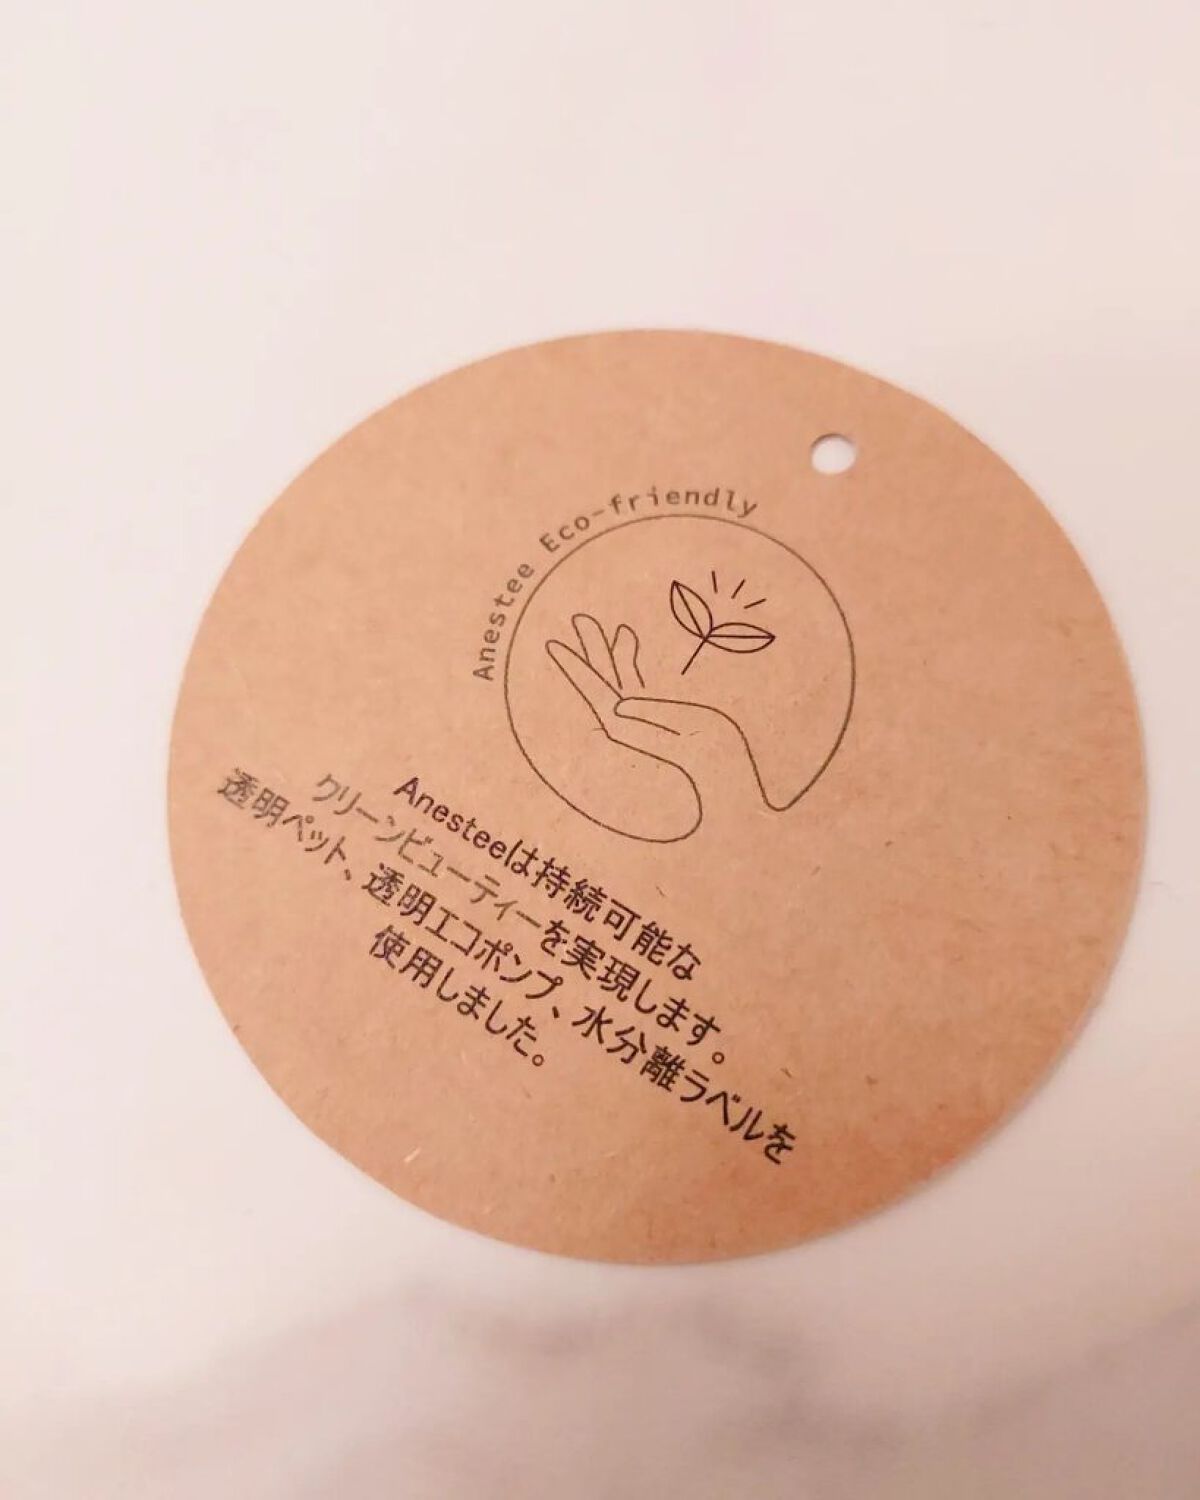 Anestee Eco-friendly
Anesteeは持続可能な
クリーンビューティーを実現します。
透明ペット、透明エコポンプ、水分離ラベルを
使用しました。